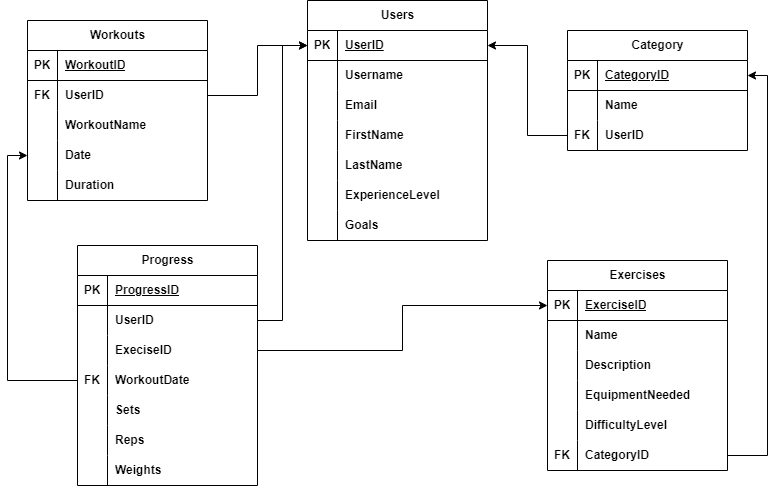 Workouts
PK WorkoutID
FK UserID
WorkoutName
Date
Duration
Users
PK UserID
Username
Email
FirstName
LastName
ExperienceLevel
Goals
Category
PK CategoryID
Name
FK UserID
Progress
PK ProgressID
UserID
ExeciseID
FK WorkoutDate
Sets
Reps
Weights
Exercises
PK ExerciseID
Name
Description
EquipmentNeeded
DifficultyLevel
FK CategoryID